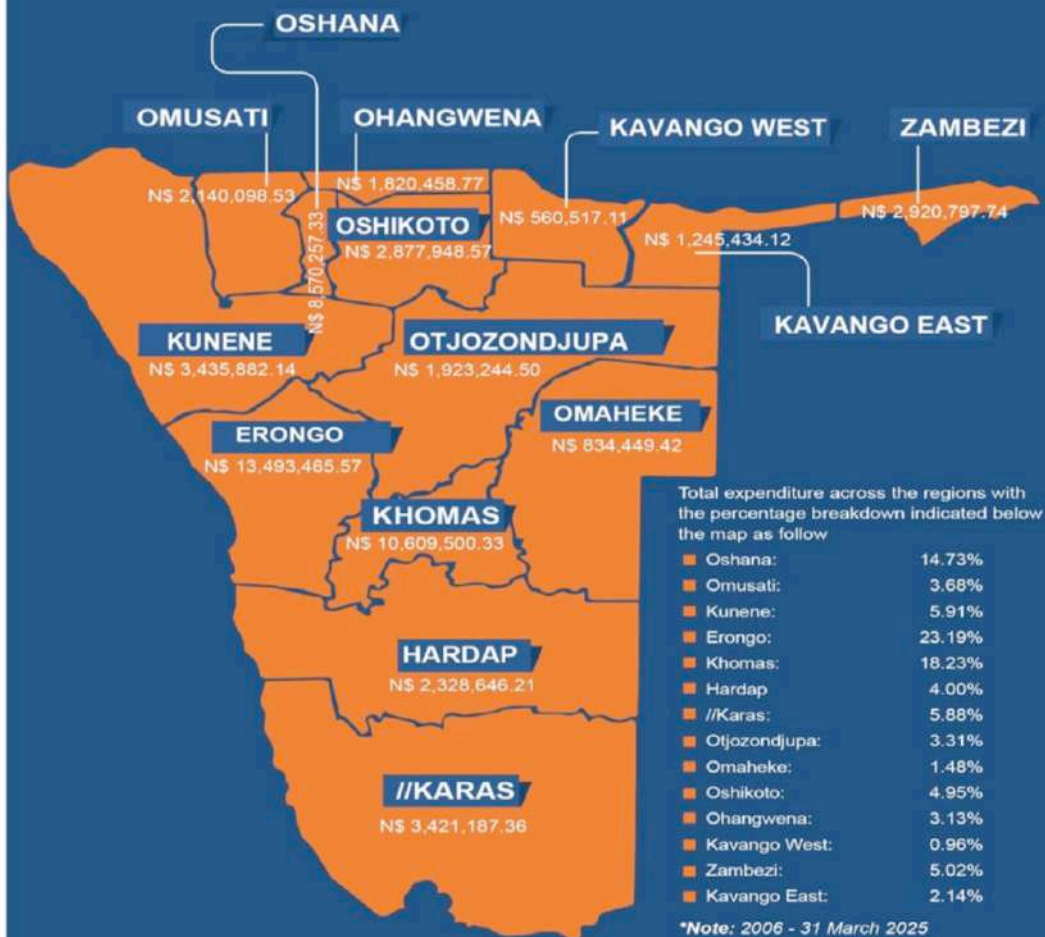 OSHANA
OMUSATI
OHANGWENA
KAVANGO WEST
ZAMBEZI
N$ 2,140,098.53
N$ 1,820,458.77
N$ 560,517.11
N$ 2,920,797.74
N$ 8,570,257.33
OSHIKOTO
N$ 2,877,948.57
N$ 1,245,434.12
KAVANGO EAST
KUNENE
N$ 3,435,882.14
OTJOZONDJUPA
N$ 1,923,244.50
OMAHEKE
N$ 834,449.42
ERONGO
N$ 13,493,465.57
KHOMAS
N$ 10,609,500.33
HARDAP
N$ 2,328,646.21
//KARAS
N$ 3,421,187.36
Total expenditure across the regions with
the percentage breakdown indicated below
the map as follow
Oshana: 14.73%
Omusati: 3.68%
Kunene: 5.91%
Erongo: 23.19%
Khomas: 18.23%
Hardap 4.00%
//Karas: 5.88%
Otjozondjupa: 3.31%
Omaheke: 1.48%
Oshikoto: 4.95%
Ohangwena: 3.13%
Kavango West: 0.96%
Zambezi: 5.02%
Kavango East: 2.14%
*Note: 2006 - 31 March 2025